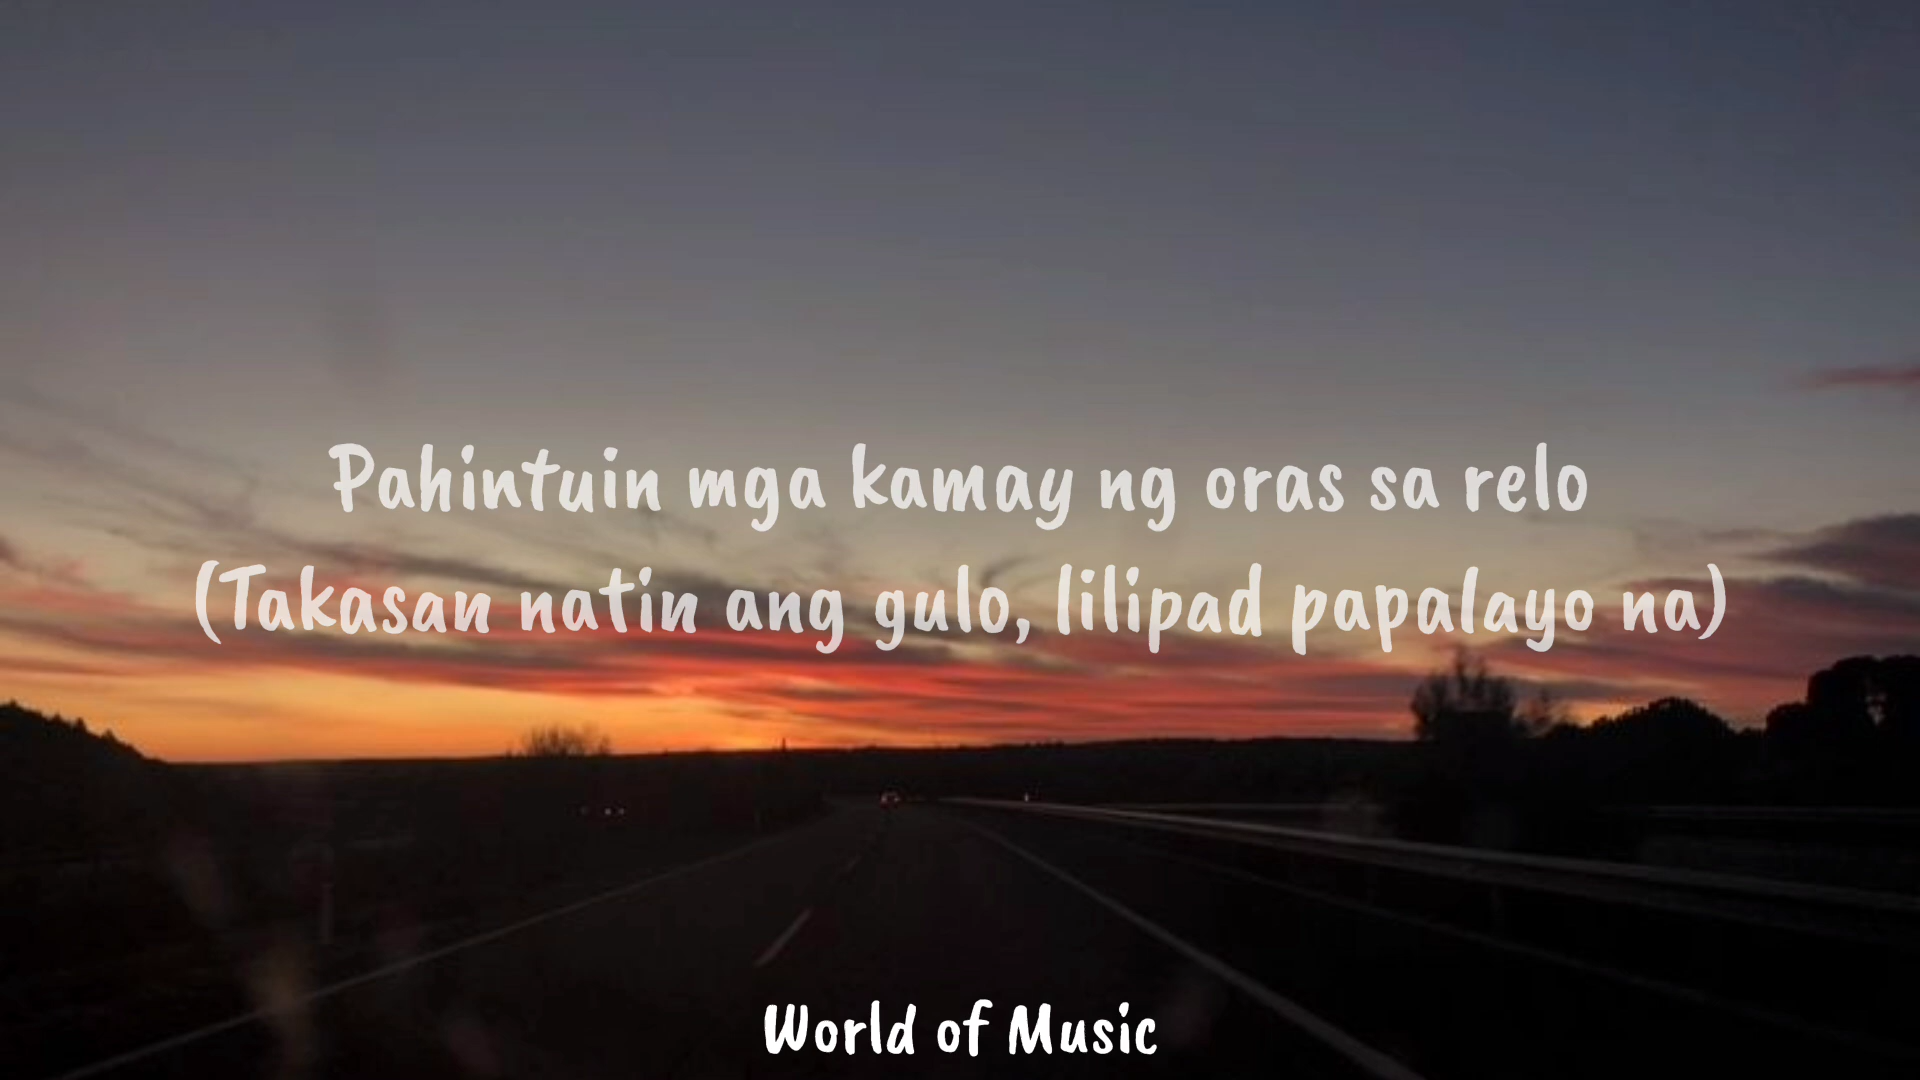 Pahintuin mga kamay ng oras sa relo
(Takasan natin ang gulo, lilipad papalayo na)
World of Music